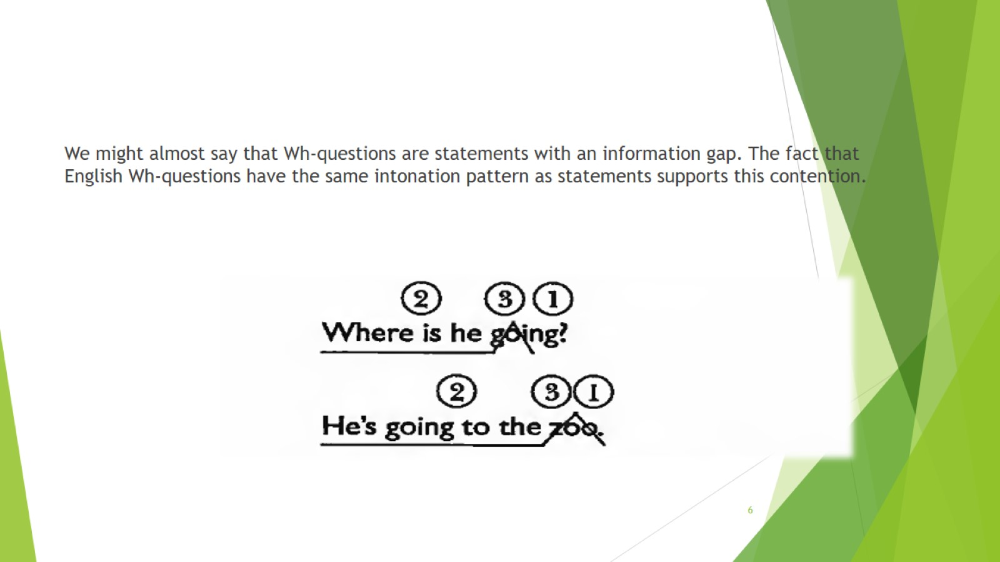 We might almost say that Wh-questions are statements with an information gap. The fact that
English Wh-questions have the same intonation pattern as statements supports this contention.
2 3 1
Where is he going?
2 3 1
He's going to the zoo.
6